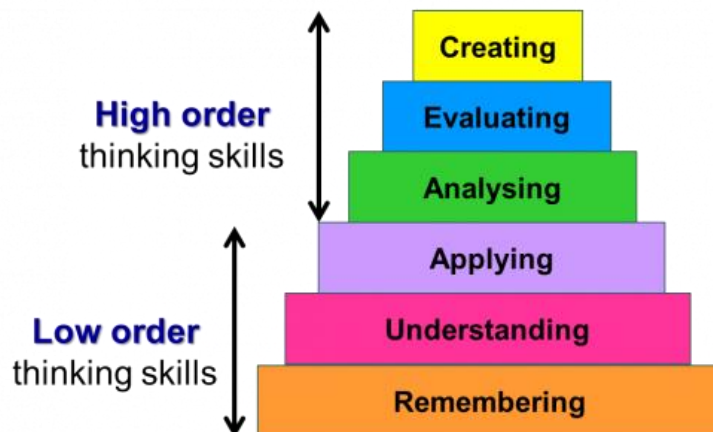 Creating
Evaluating
High order
thinking skills
Analysing
Applying
Understanding
Low order
thinking skills
Remembering